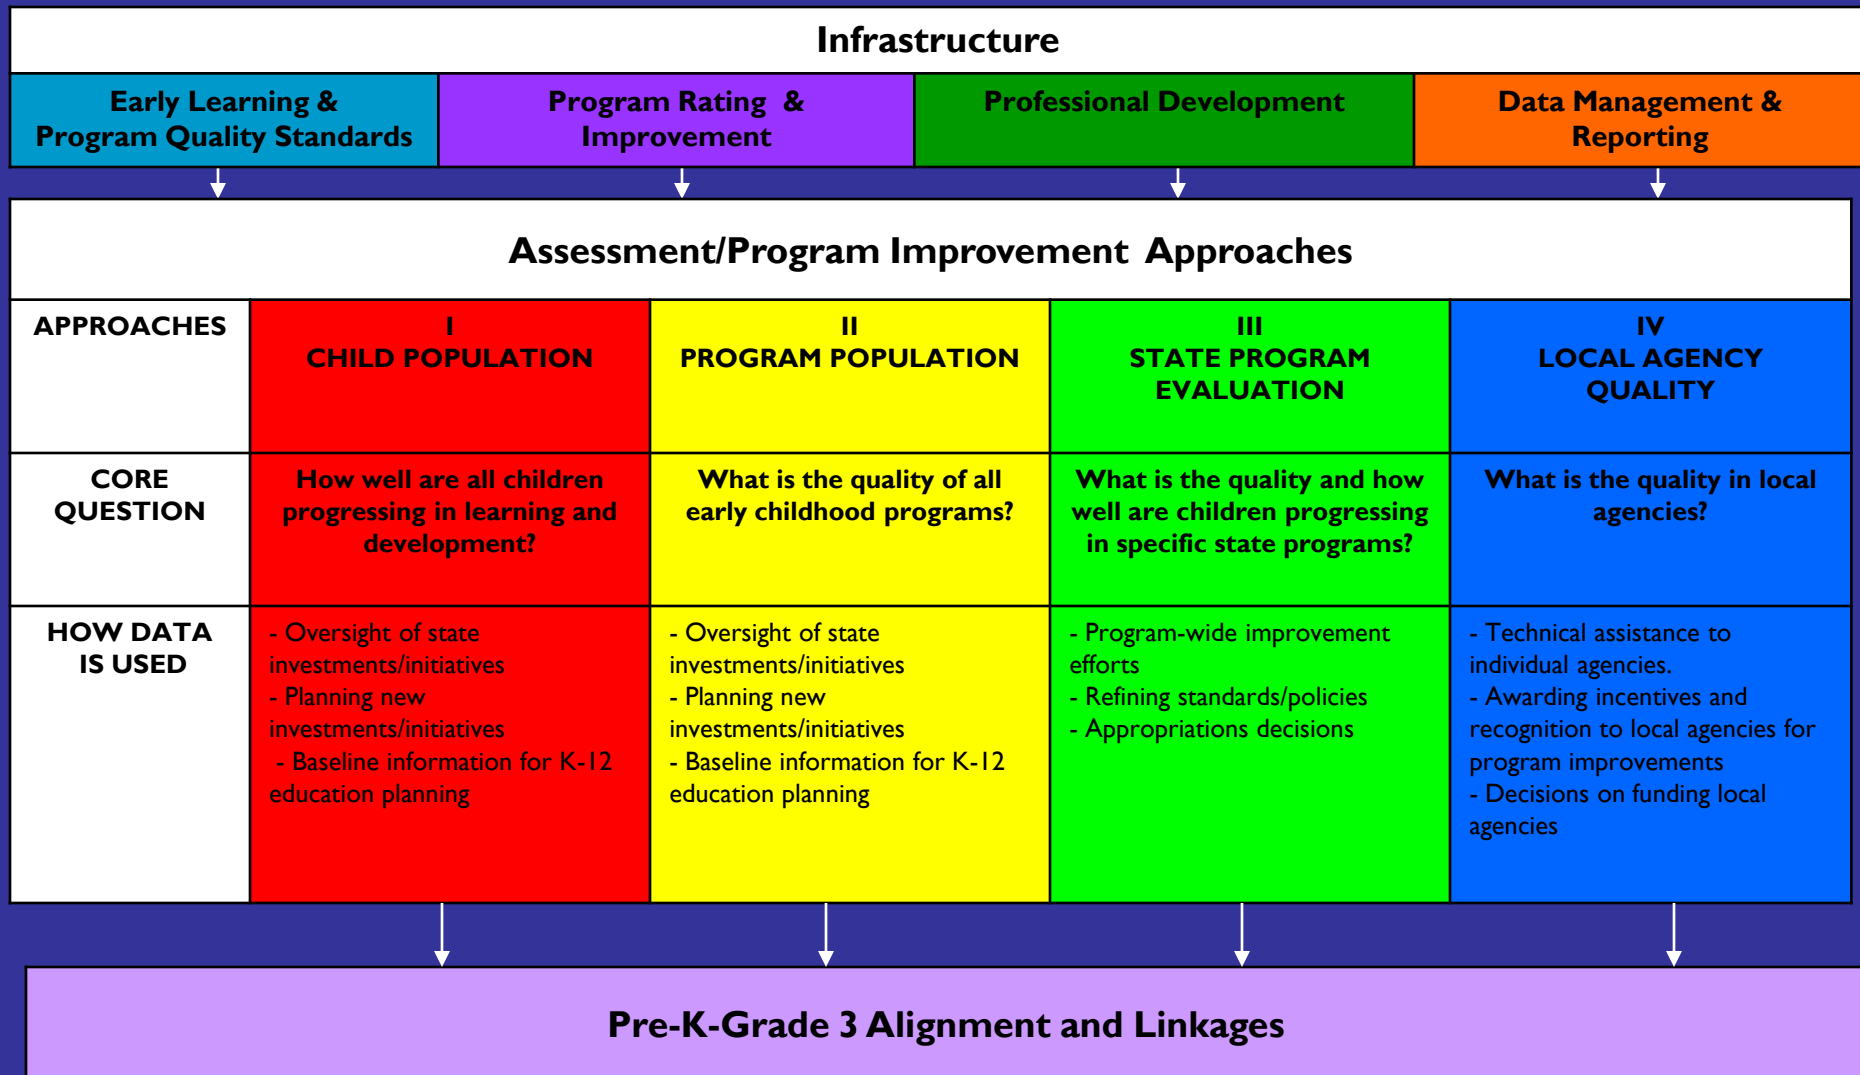 Infrastructure
Early Learning &
Program Quality Standards
Program Rating &
Improvement
Professional Development
Data Management &
Reporting
Assessment/Program Improvement Approaches
APPROACHES
I
CHILD POPULATION
II
PROGRAM POPULATION
III
STATE PROGRAM
EVALUATION
IV
LOCAL AGENCY
QUALITY
CORE
QUESTION
How well are all children
progressing in learning and
development?
What is the quality of all
early childhood programs?
What is the quality and how
well are children progressing
in specific state programs?
What is the quality in local
agencies?
HOW DATA
IS USED
- Oversight of state
investments/initiatives
- Planning new
investments/initiatives
- Baseline information for K-12
education planning
- Oversight of state
investments/initiatives
- Planning new
investments/initiatives
- Baseline information for K-12
education planning
- Program-wide improvement
efforts
- Refining standards/policies
- Appropriations decisions
- Technical assistance to
individual agencies.
- Awarding incentives and
recognition to local agencies for
program improvements
- Decisions on funding local
agencies
Pre-K-Grade 3 Alignment and Linkages